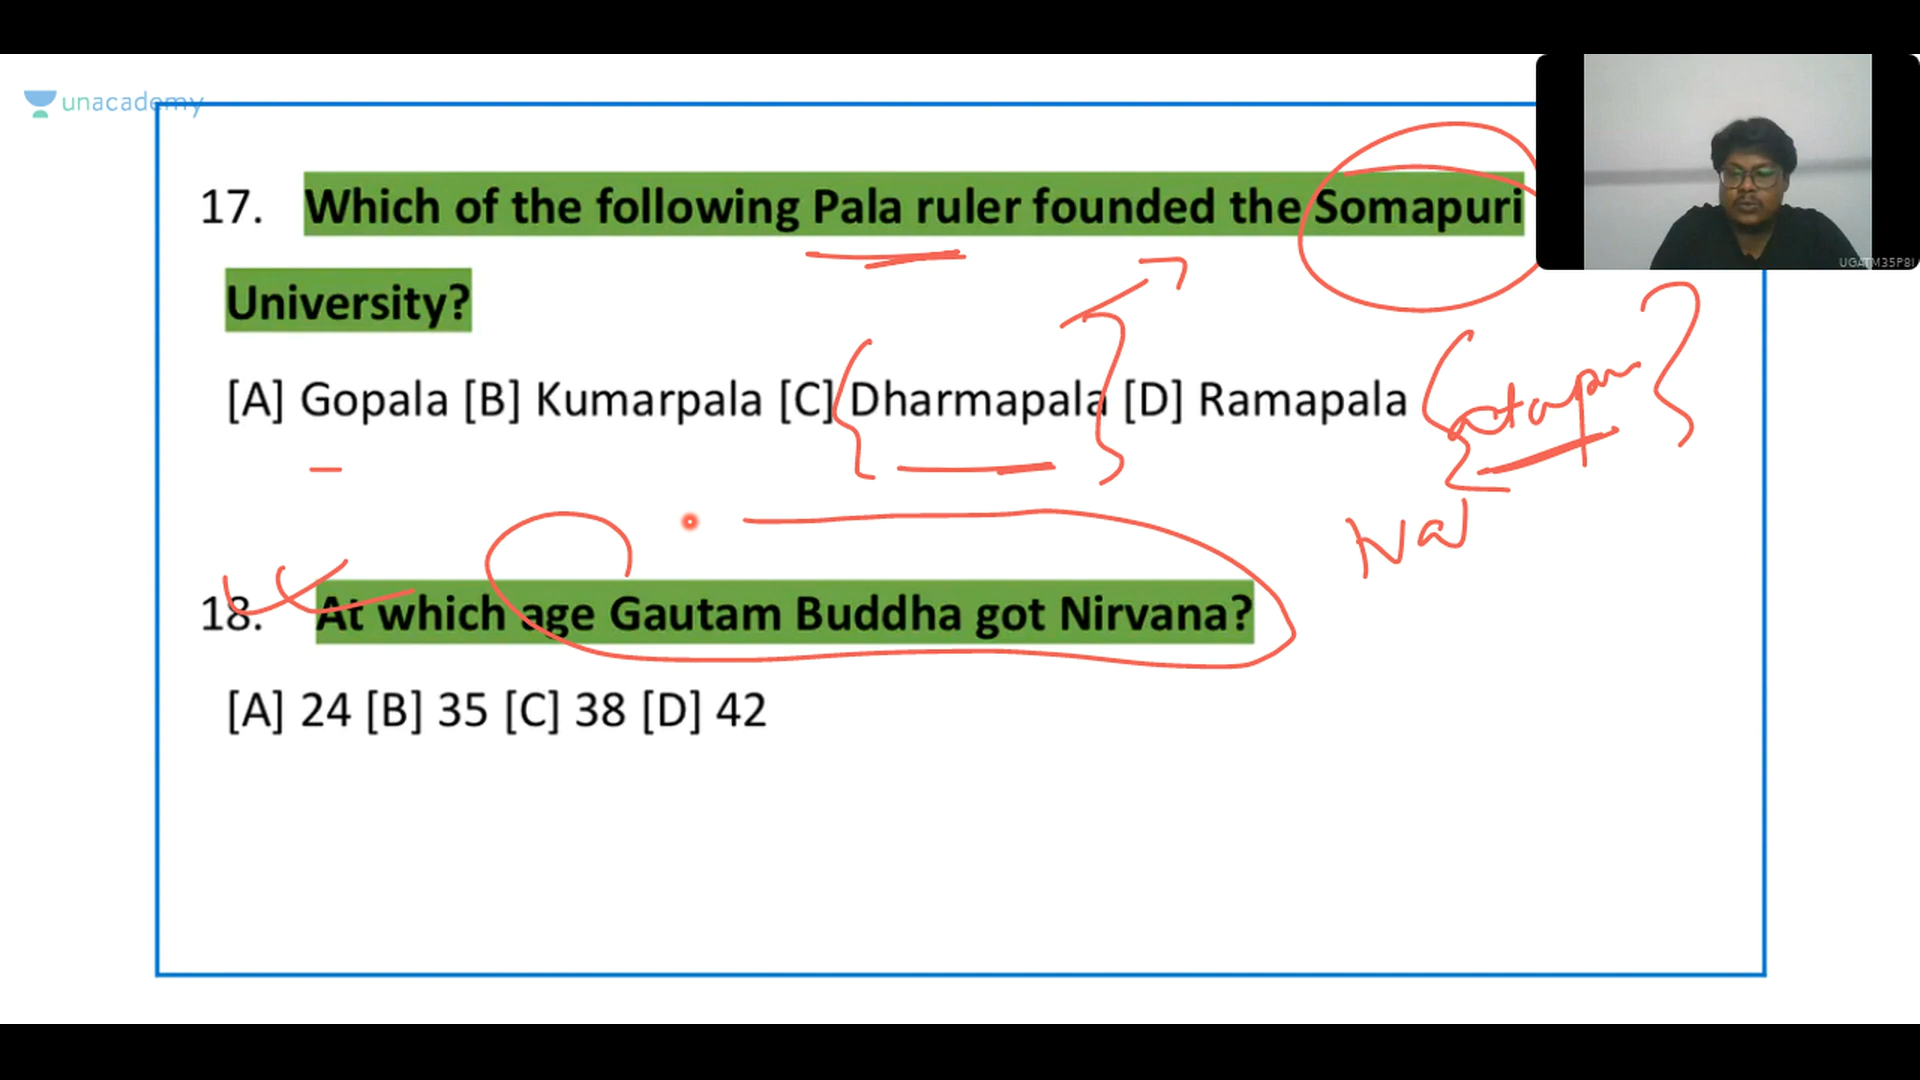 unacademy
17. Which of the following Pala ruler founded the Somapuri
University?
[A] Gopala [B] Kumarpala [C] Dharmapala [D] Ramapala
Nal
18. At which age Gautam Buddha got Nirvana?
[A] 24 [B] 35 [C] 38 [D] 42